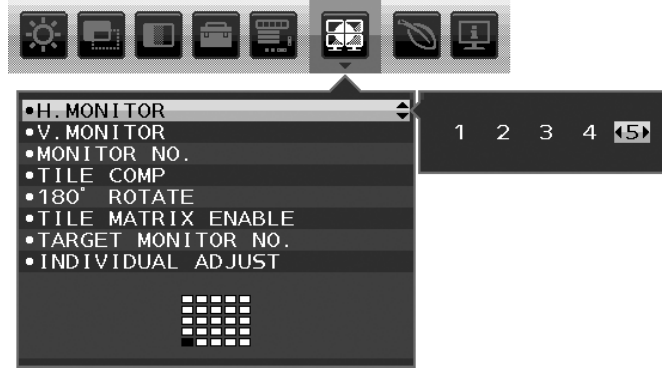 •H.MONITOR
1 2 3 4 5
•V.MONITOR
•MONITOR NO.
•TILE COMP
•180° ROTATE
•TILE MATRIX ENABLE
•TARGET MONITOR NO.
•INDIVIDUAL ADJUST